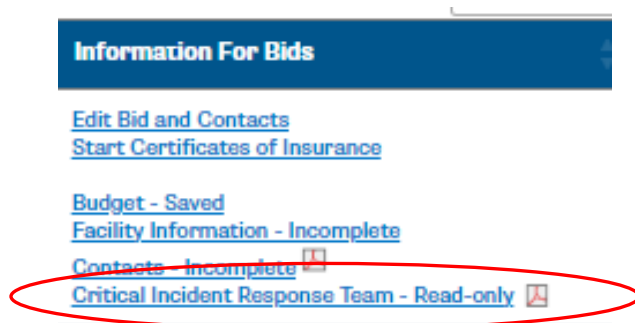 Information For Bids
Edit Bid and Contacts
Start Certificates of Insurance
Budget - Saved
Facility Information - Incomplete
Contacts - Incomplete
Critical Incident Response Team - Read-only